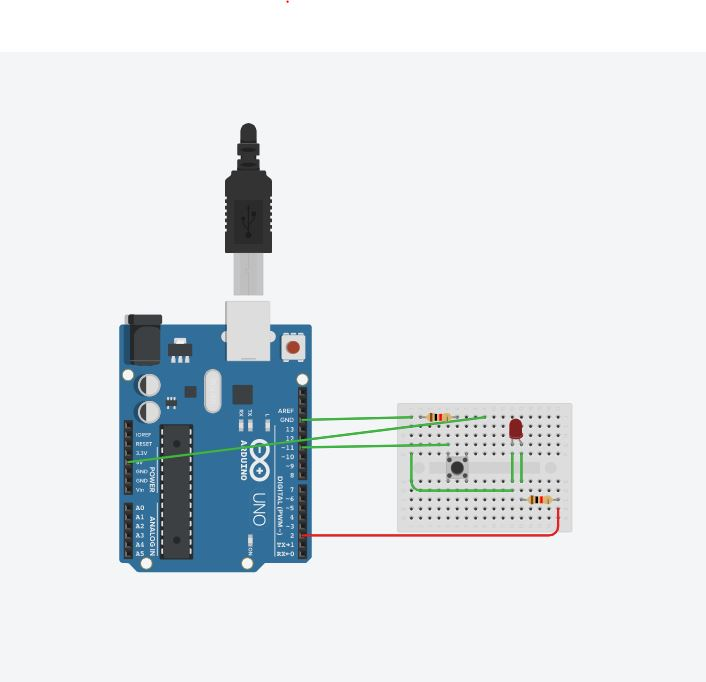 AREF
GND
13
12
~11
~10
~9
8
7
~6
~5
4
~3
2
TX→1
RX←0
IOREF
RESET
3.3V
5V
GND
GND
Vin
A0
A1
A2
A3
A4
A5
POWER
ANALOG IN
RX
TX
L
ARDUINO
UNO
DIGITAL (PWM~)
ON